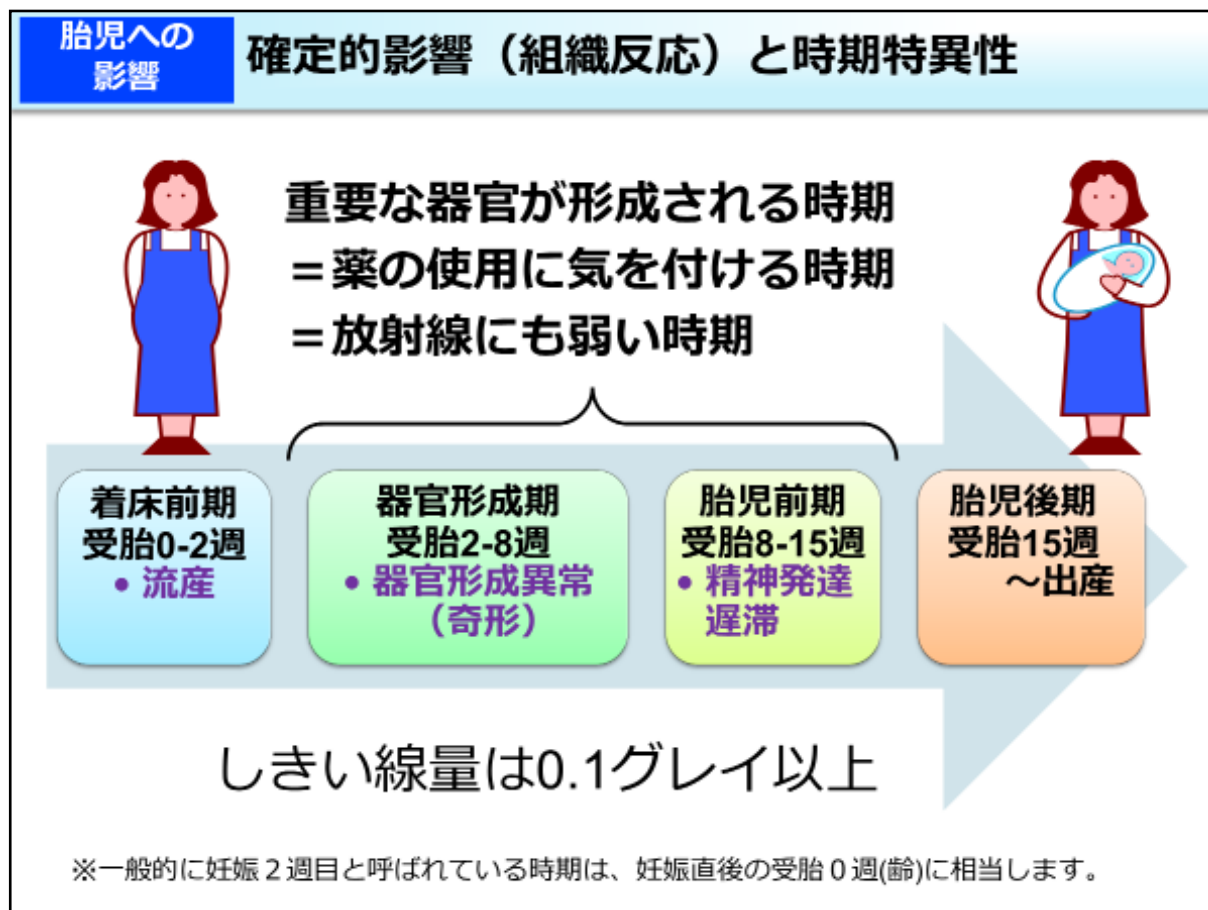 胎児への
影響
確定的影響（組織反応）と時期特異性
重要な器官が形成される時期
＝薬の使用に気を付ける時期
＝放射線にも弱い時期
着床前期
受胎0-2週
• 流産
器官形成期
受胎2-8週
• 器官形成異常
（奇形）
胎児前期
受胎8-15週
• 精神発達
遅滞
胎児後期
受胎15週
～出産
しきい線量は0.1グレイ以上
※一般的に妊娠２週目と呼ばれている時期は、妊娠直後の受胎０週(齢)に相当します。